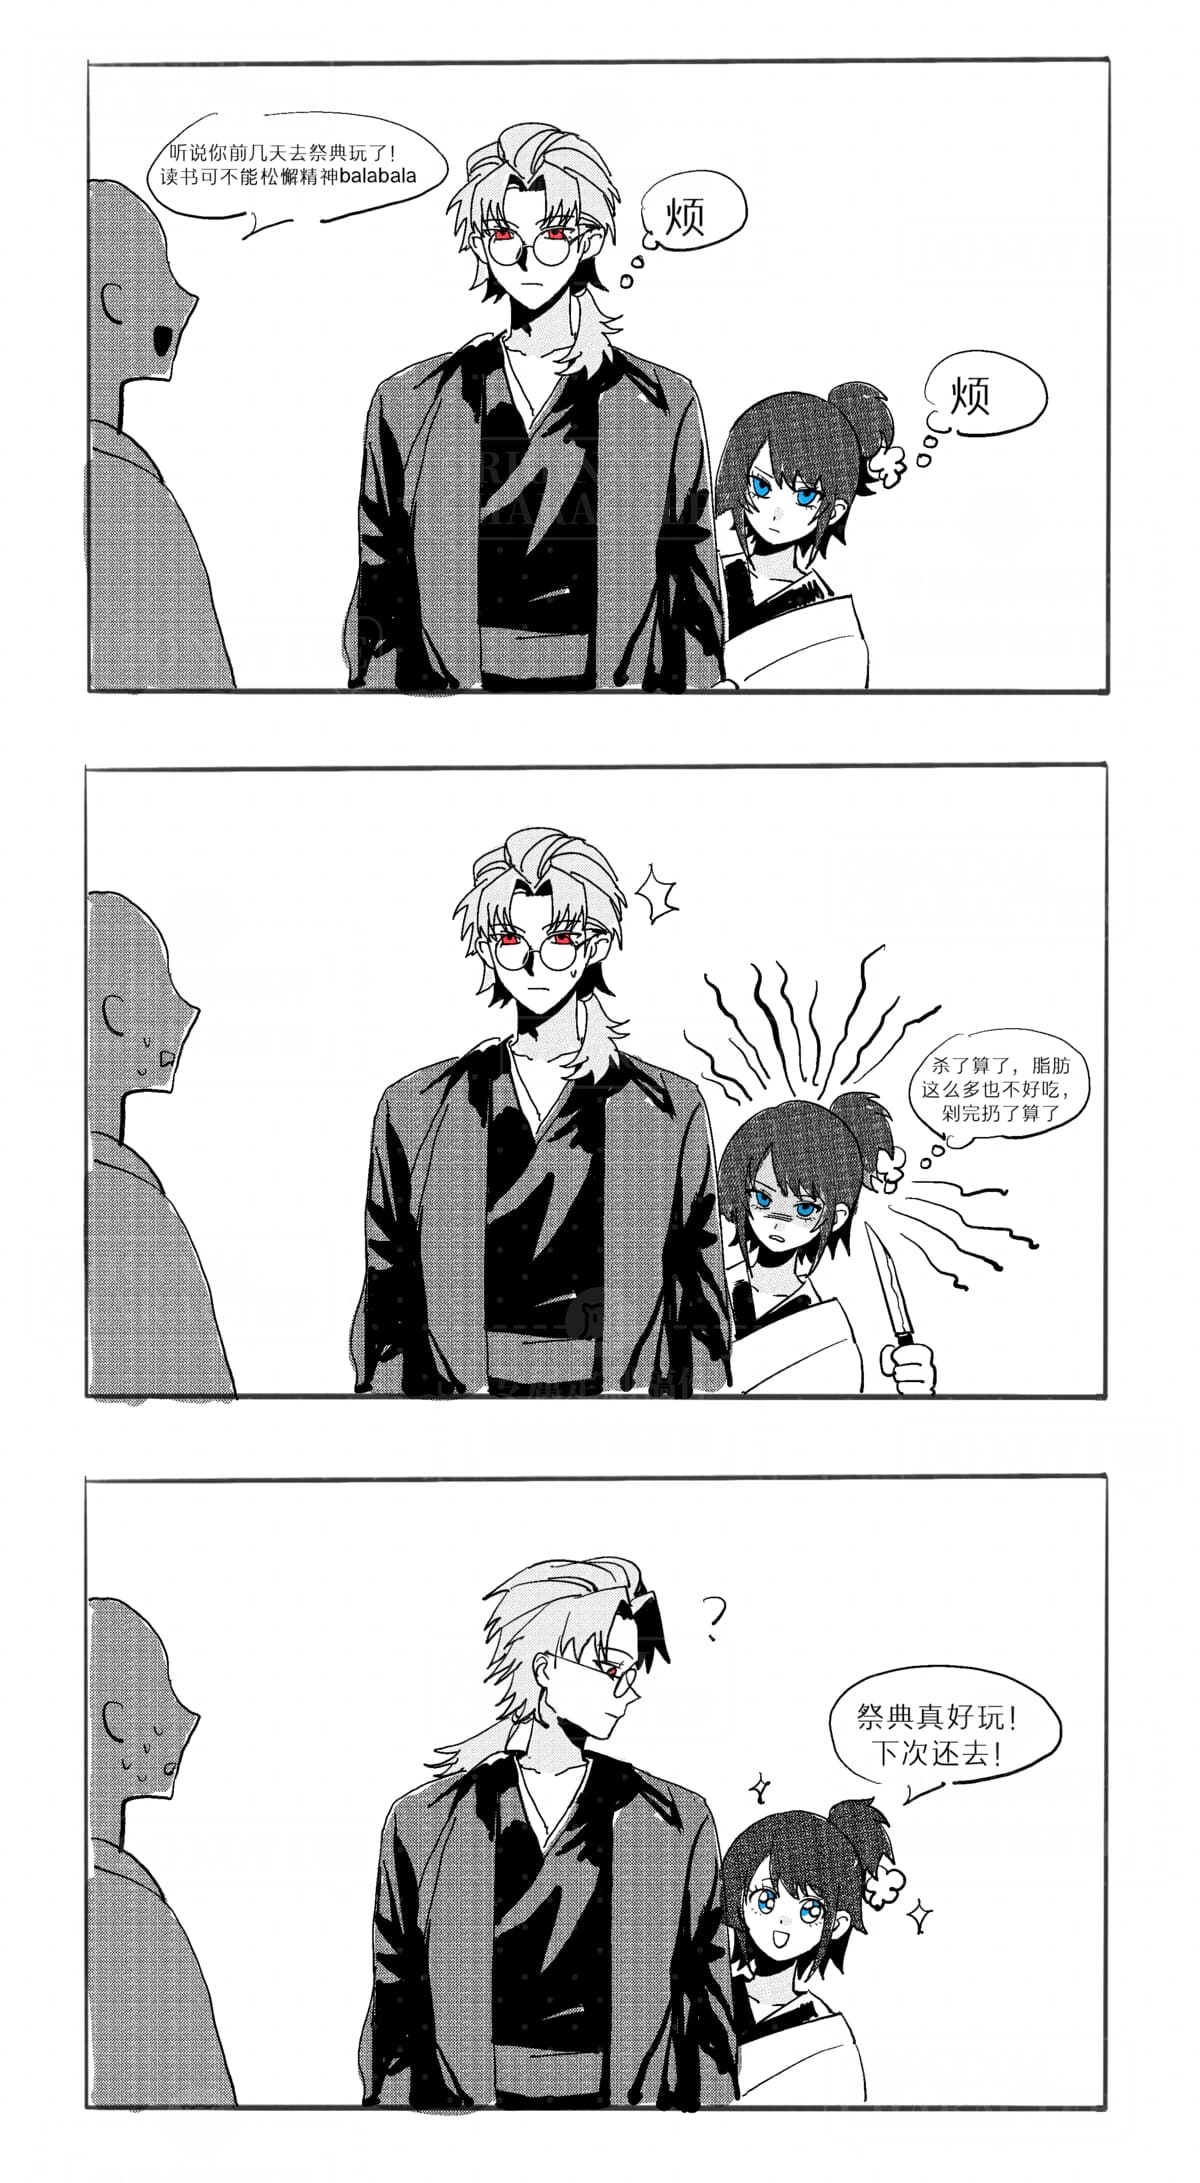 听说你前几天去祭典玩了！
读书可不能松懈精神balabala
烦
烦
杀了算了，脂肪
这么多也不好吃，
剁完扔了算了
？
祭典真好玩！
下次还去！